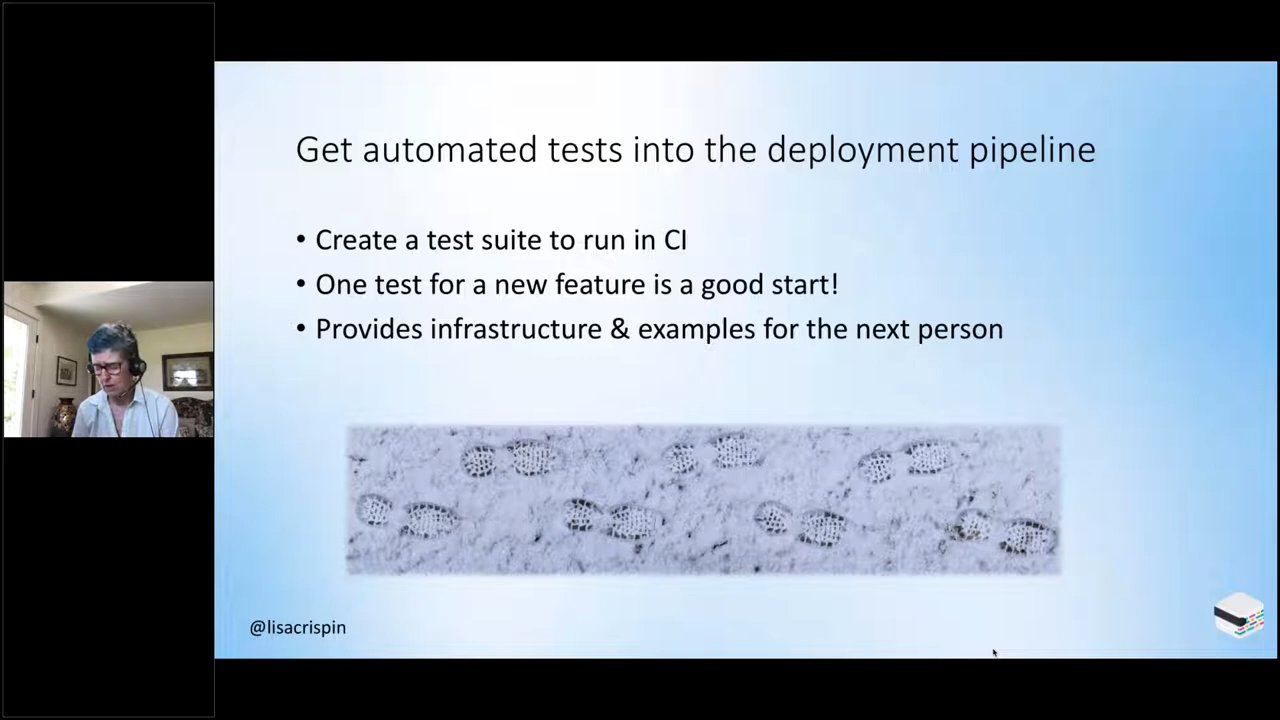 Get automated tests into the deployment pipeline
• Create a test suite to run in CI
• One test for a new feature is a good start!
• Provides infrastructure & examples for the next person
@lisacrispin